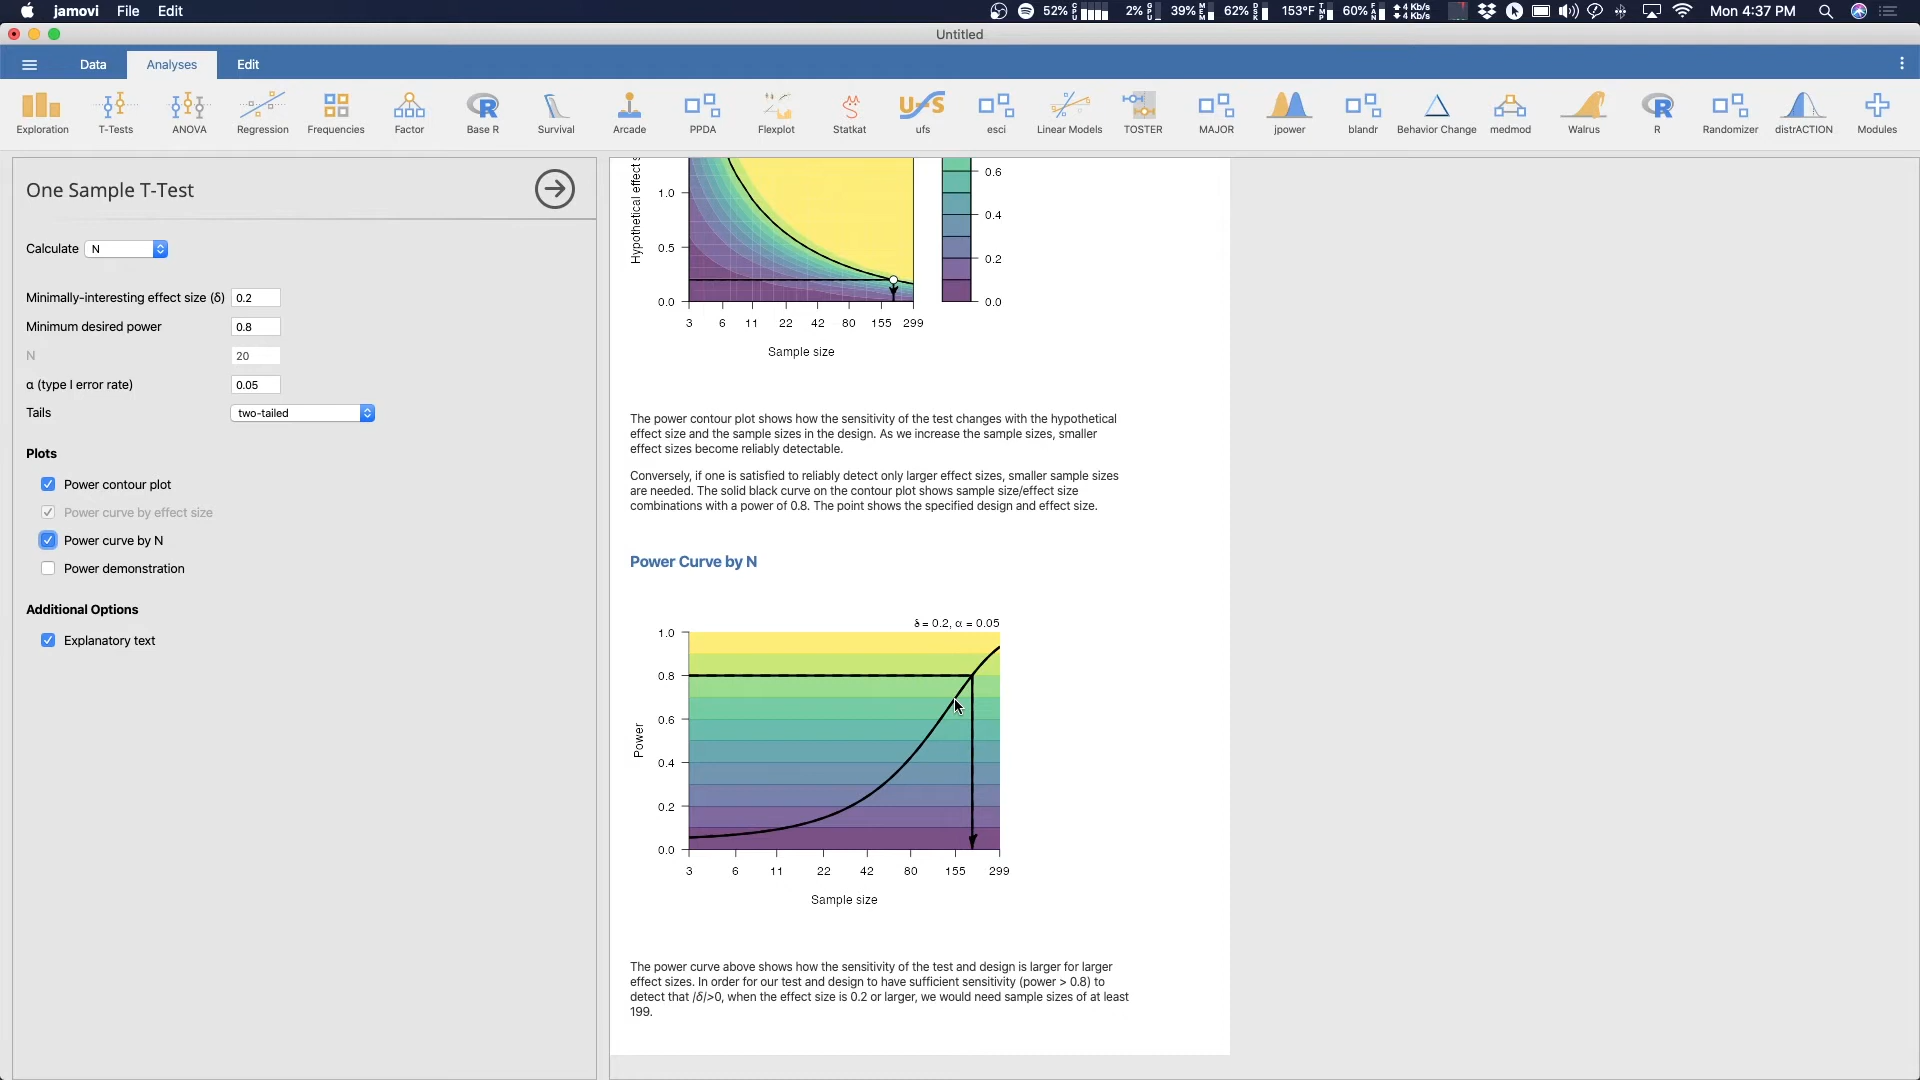 jamovi File Edit
52% 2% 39% 62% 153°F 60% 4 Kb/s 4 Kb/s Mon 4:37 PM
Untitled
Data Analyses Edit
Exploration T-Tests ANOVA Regression Frequencies Factor Base R Survival Arcade PPDA Flexplot Statkat ufs esci Linear Models TOSTER MAJOR jpower blandr Behavior Change medmod Walrus R Randomizer distrACTION Modules
One Sample T-Test
Calculate N
Minimally-interesting effect size (δ) 0.2
Minimum desired power 0.8
N 20
α (type I error rate) 0.05
Tails two-tailed
Plots
Power contour plot
Power curve by effect size
Power curve by N
Power demonstration
Additional Options
Explanatory text
Hypothetical effect s
1.0
0.5
0.0
3 6 11 22 42 80 155 299
Sample size
0.6
0.4
0.2
0.0
The power contour plot shows how the sensitivity of the test changes with the hypothetical
effect size and the sample sizes in the design. As we increase the sample sizes, smaller
effect sizes become reliably detectable.
Conversely, if one is satisfied to reliably detect only larger effect sizes, smaller sample sizes
are needed. The solid black curve on the contour plot shows sample size/effect size
combinations with a power of 0.8. The point shows the specified design and effect size.
Power Curve by N
δ = 0.2, α = 0.05
Power
1.0
0.8
0.6
0.4
0.2
0.0
3 6 11 22 42 80 155 299
Sample size
The power curve above shows how the sensitivity of the test and design is larger for larger
effect sizes. In order for our test and design to have sufficient sensitivity (power > 0.8) to
detect that |δ|>0, when the effect size is 0.2 or larger, we would need sample sizes of at least
199.